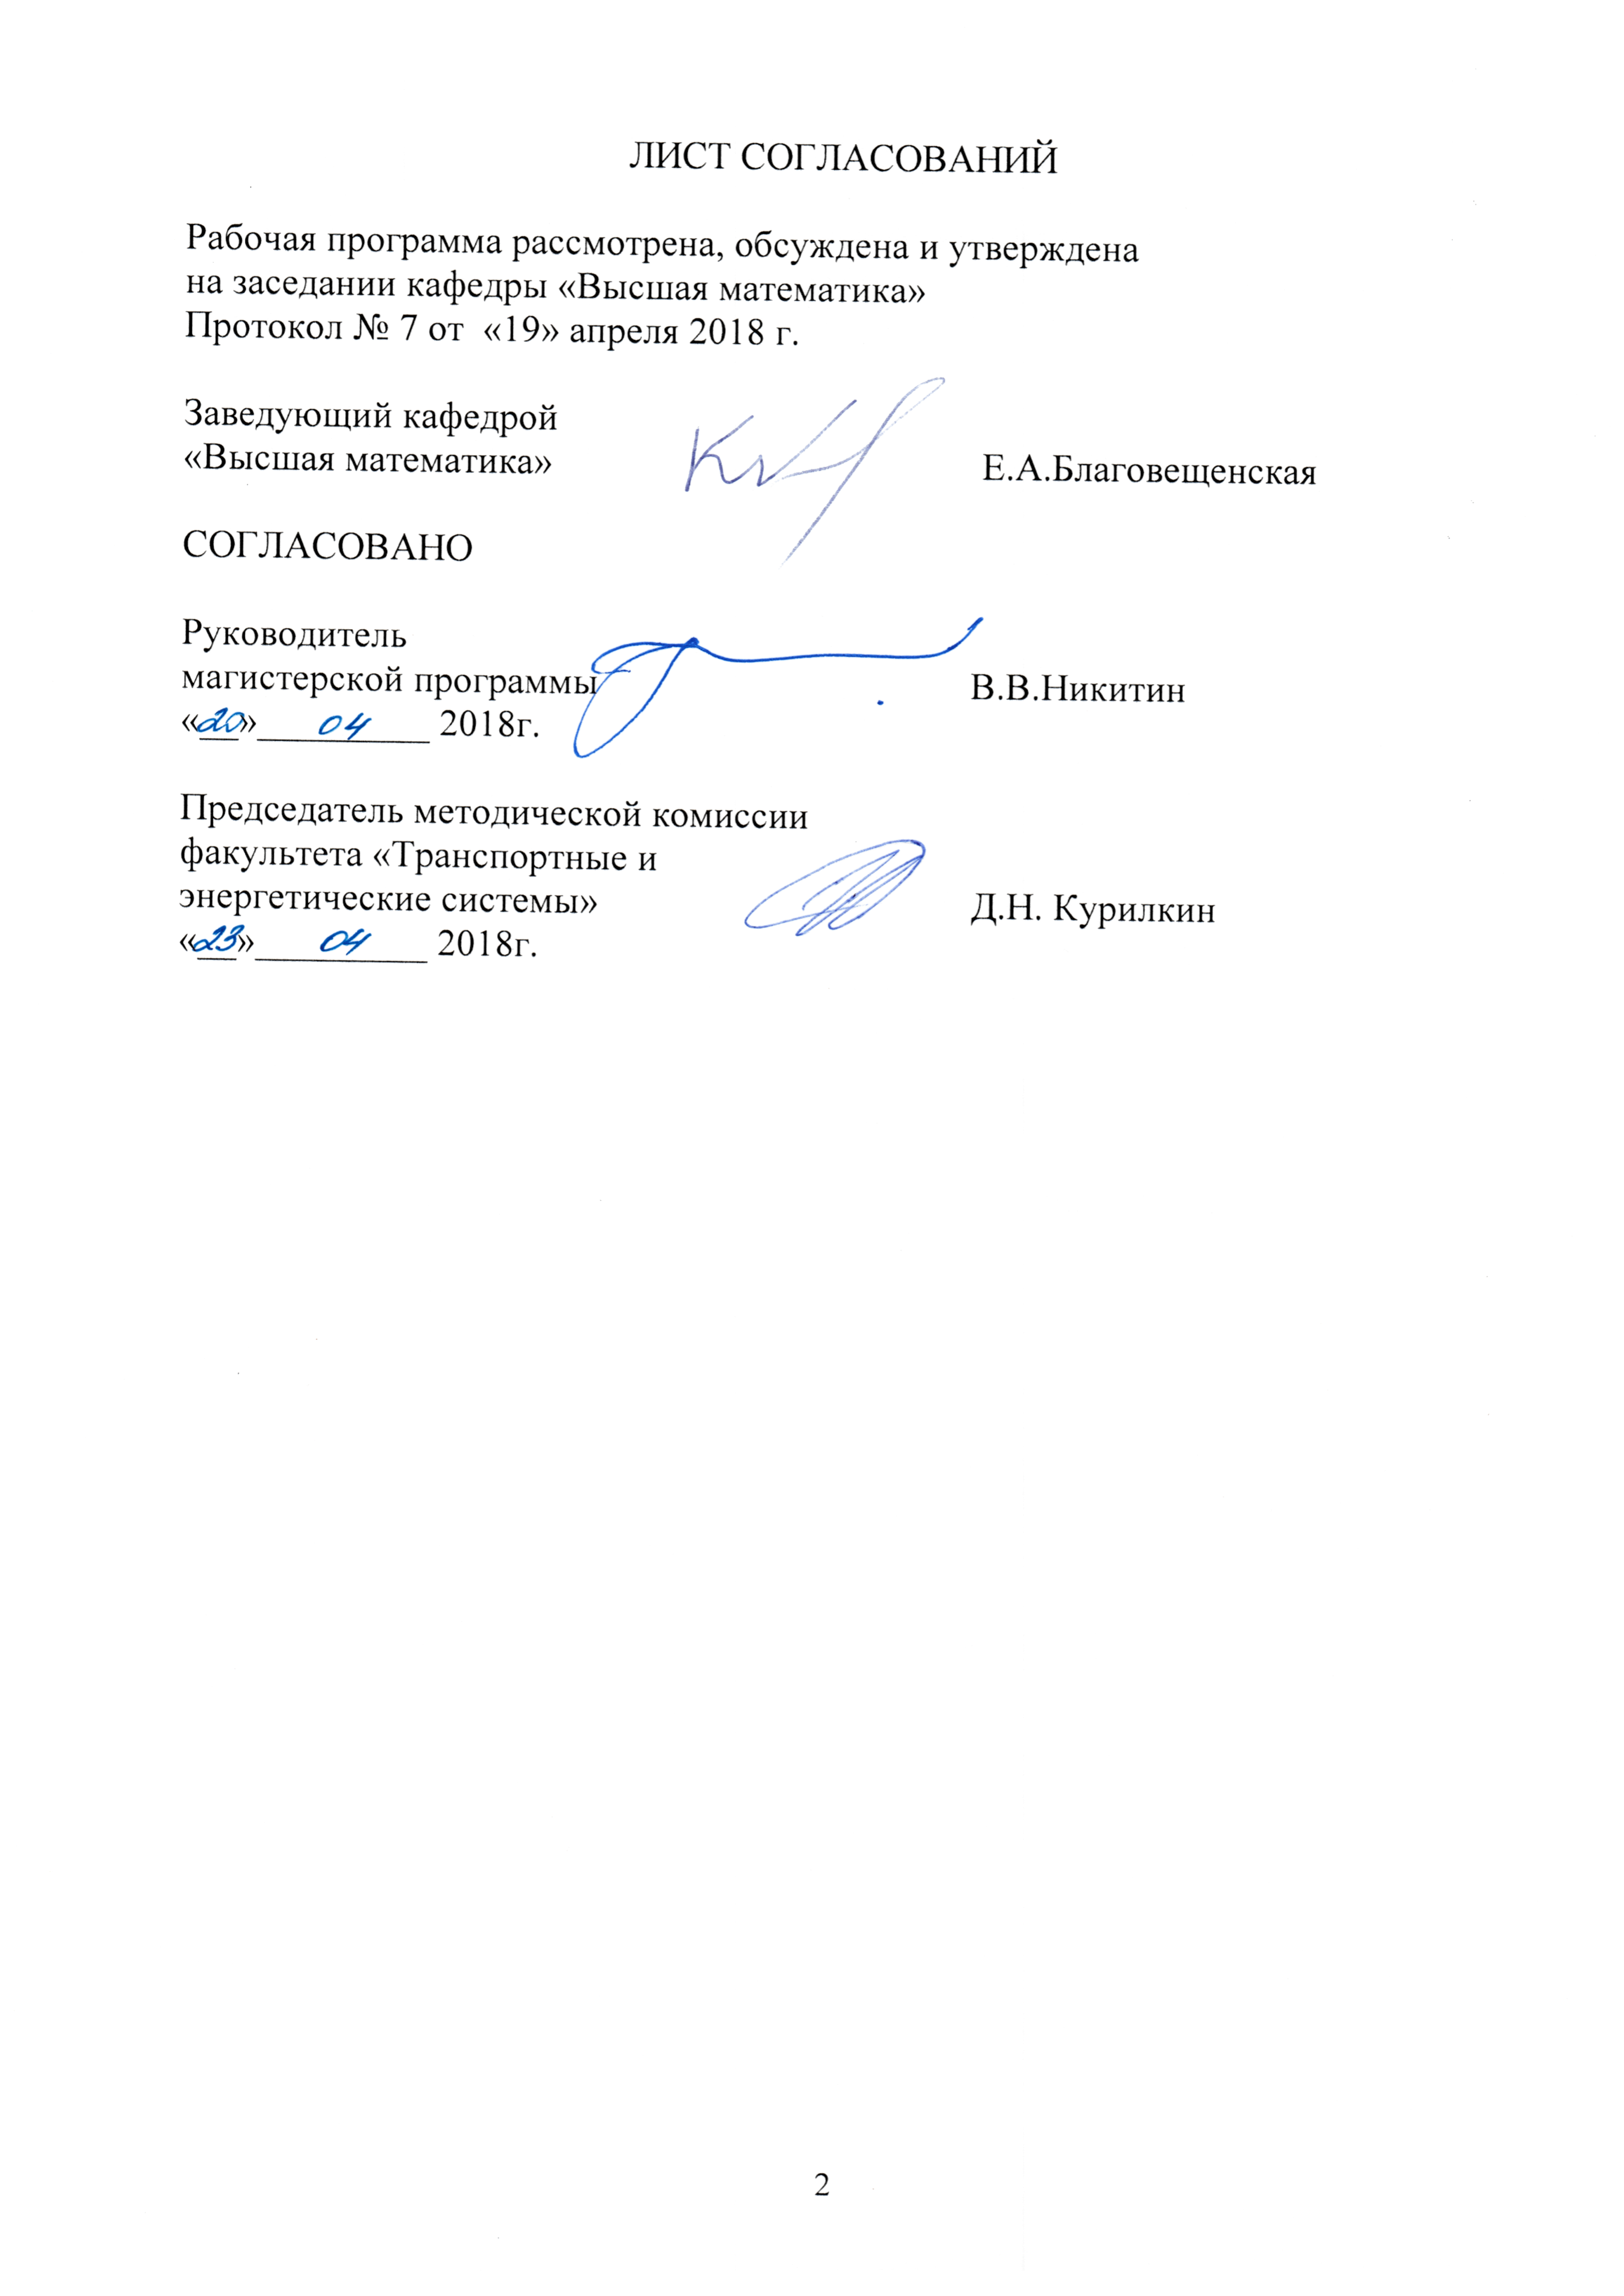 ЛИСТ СОГЛАСОВАНИЙ
Рабочая программа рассмотрена, обсуждена и утверждена
на заседании кафедры «Высшая математика»
Протокол № 7 от «19» апреля 2018 г.
Заведующий кафедрой
«Высшая математика» Е.А.Благовещенская
СОГЛАСОВАНО
Руководитель
магистерской программы В.В.Никитин
«20» 04 2018г.
Председатель методической комиссии
факультета «Транспортные и
энергетические системы» Д.Н. Курилкин
«23» 04 2018г.
2